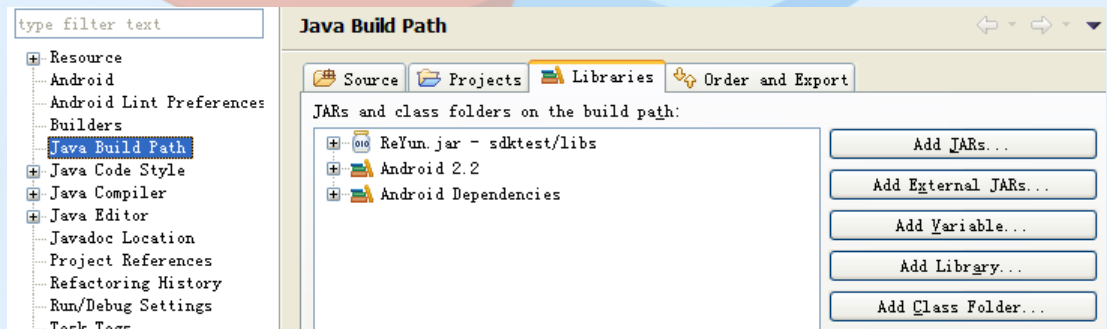 type filter text
Resource
Android
Android Lint Preferences
Builders
Java Build Path
Java Code Style
Java Compiler
Java Editor
Javadoc Location
Project References
Refactoring History
Run/Debug Settings
Task Tags
Java Build Path
Source Projects Libraries Order and Export
JARs and class folders on the build path:
ReYun.jar - sdktest/libs
Android 2.2
Android Dependencies
Add JARs...
Add External JARs...
Add Variable...
Add Library...
Add Class Folder...